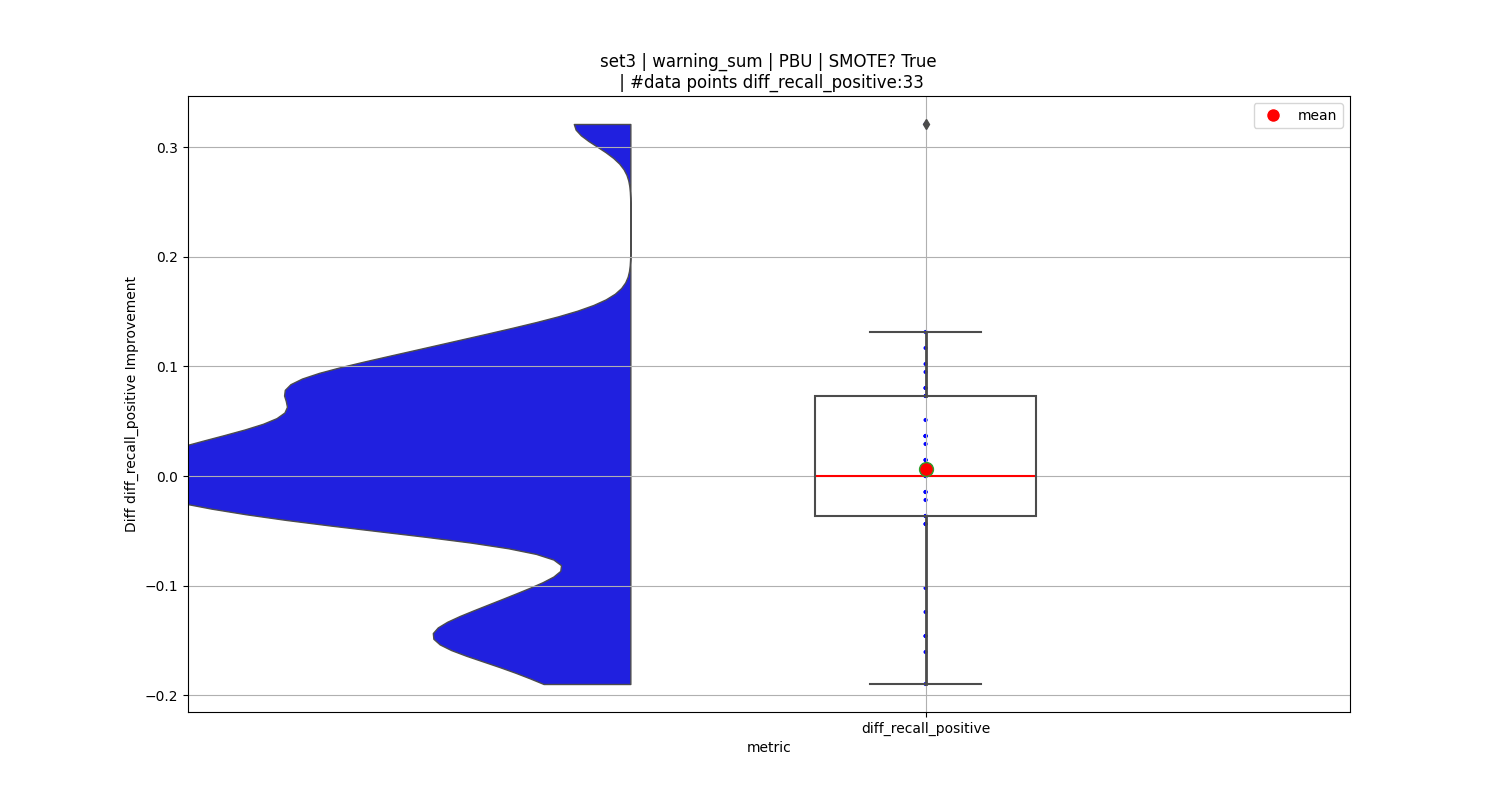 set3 | warning_sum | PBU | SMOTE? True
| #data points diff_recall_positive:33
mean
0.3
0.2
0.1
0.0
−0.1
−0.2
Diff diff_recall_positive Improvement
diff_recall_positive
metric